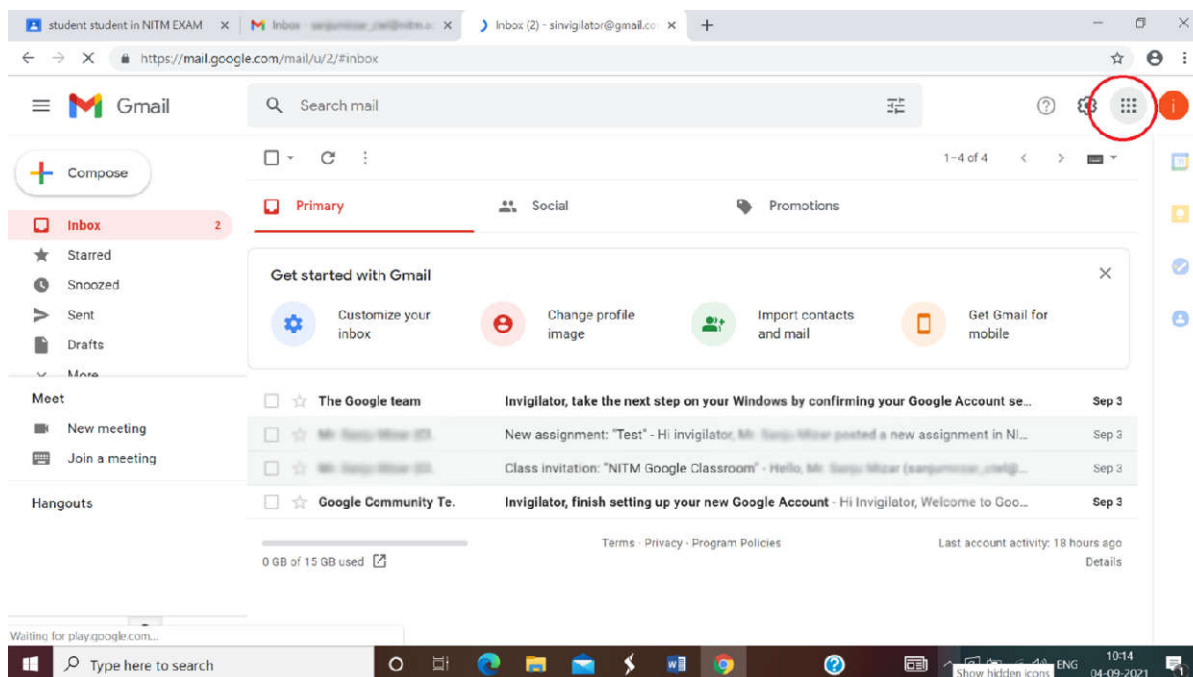 student student in NITM EXAM
Inbox
Inbox (2) - sinvigilator@gmail.co
https://mail.google.com/mail/u/2/#inbox
Gmail
Search mail
i
Compose
1–4 of 4
Primary
Social
Promotions
Inbox 2
Starred
Snoozed
Sent
Drafts
More
Get started with Gmail
Customize your
inbox
Change profile
image
Import contacts
and mail
Get Gmail for
mobile
Meet
New meeting
Join a meeting
Hangouts
The Google team Invigilator, take the next step on your Windows by confirming your Google Account se... Sep 3
New assignment: "Test" - Hi invigilator, posted a new assignment in NI... Sep 3
Class invitation: "NITM Google Classroom" - Hello, Sep 3
Google Community Te. Invigilator, finish setting up your new Google Account - Hi Invigilator, Welcome to Goo... Sep 3
0 GB of 15 GB used
Terms · Privacy · Program Policies
Last account activity: 18 hours ago
Details
Waiting for play.google.com...
Type here to search
ENG
10:14
04-09-2021
Show hidden icons